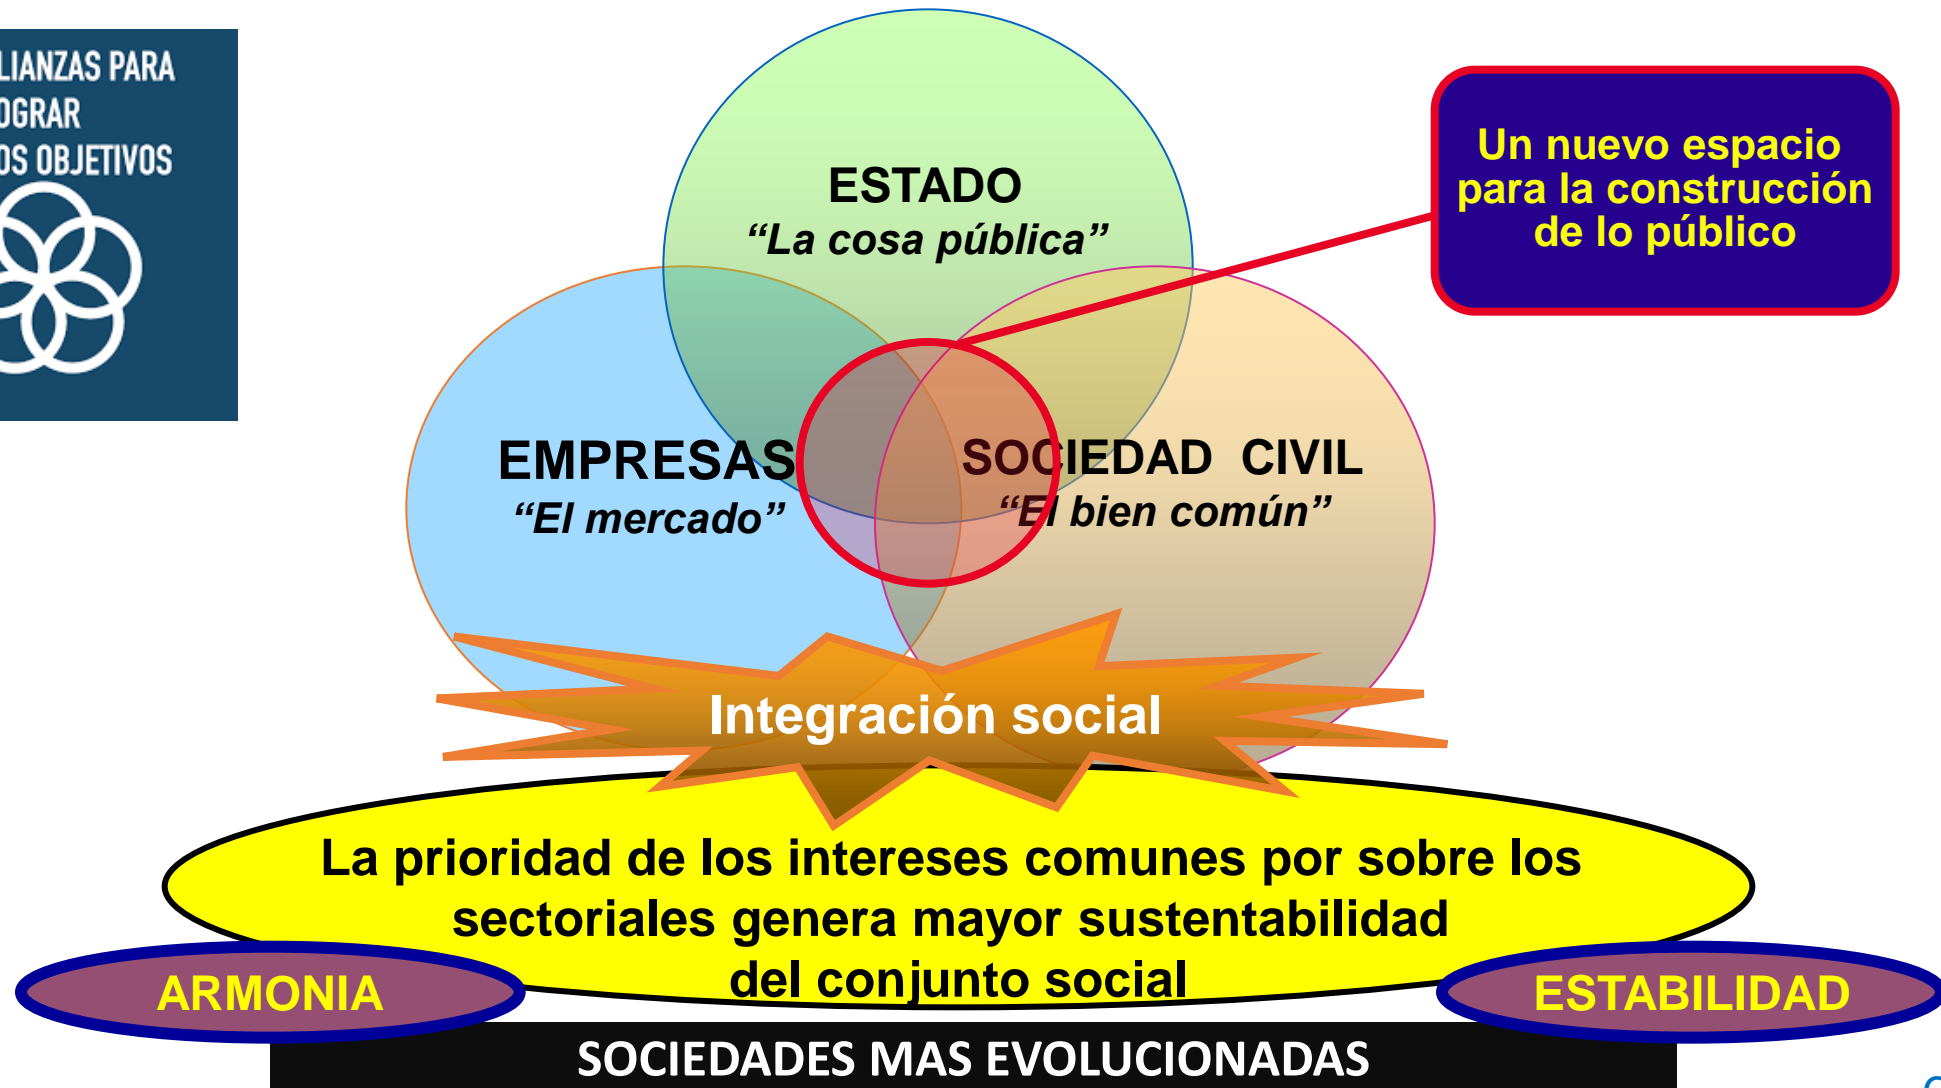 LIANZAS PARA
OGRAR
OS OBJETIVOS
ESTADO
“La cosa pública”
Un nuevo espacio
para la construcción
de lo público
EMPRESAS
“El mercado”
SOCIEDAD CIVIL
“El bien común”
Integración social
La prioridad de los intereses comunes por sobre los
sectoriales genera mayor sustentabilidad
del conjunto social
ARMONIA
ESTABILIDAD
SOCIEDADES MAS EVOLUCIONADAS